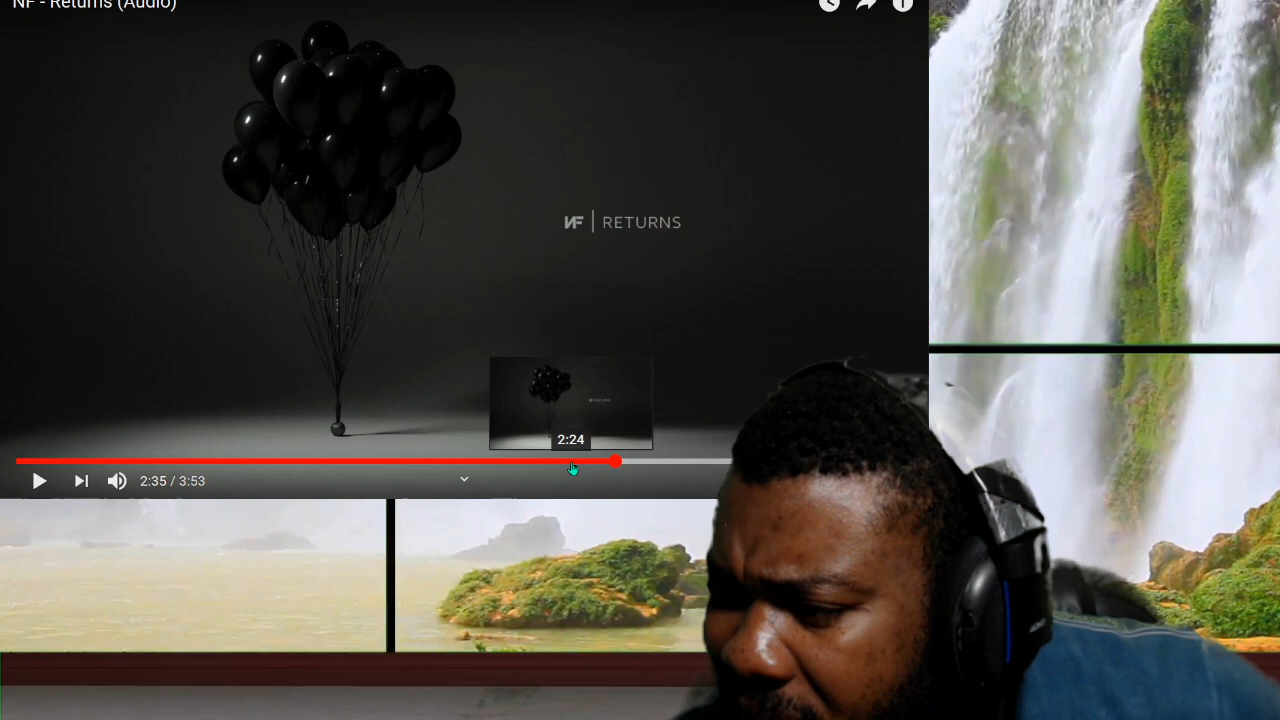 NF - Returns (Audio)
NF | RETURNS
2:24
2:35 / 3:53